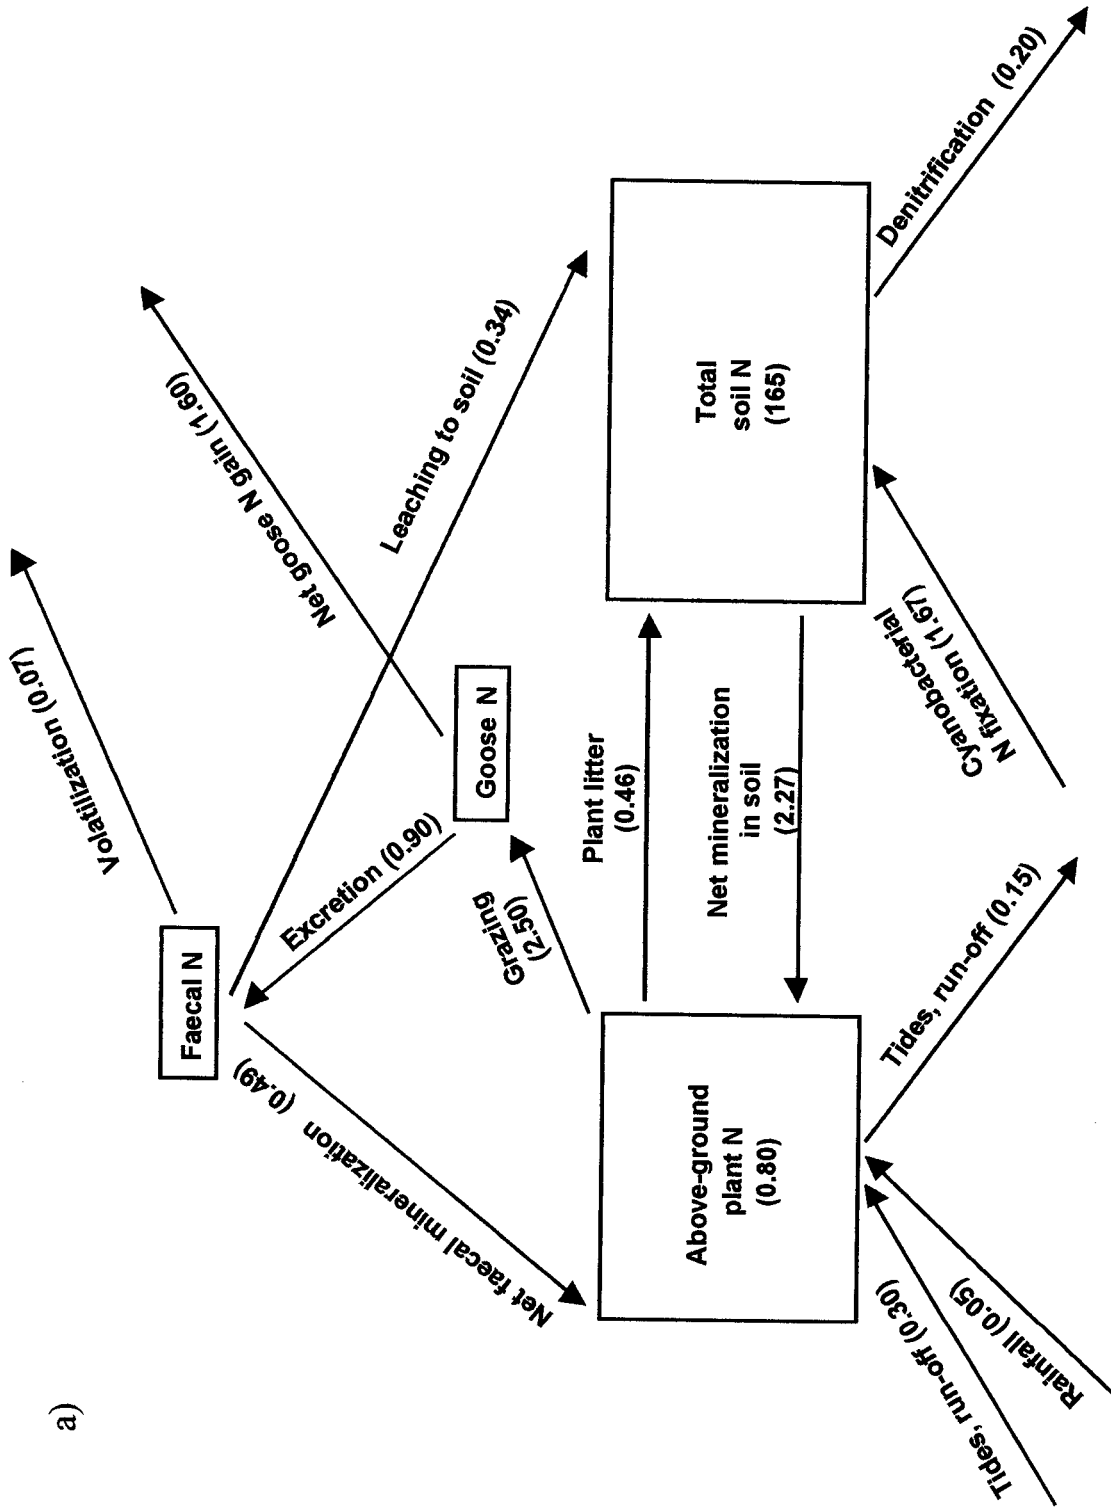 a)
Volatilization (0.07)
Faecal N
Net goose N gain (1.60)
Excretion (0.90)
Leaching to soil (0.34)
Net faecal mineralization (0.49)
Goose N
Grazing
(2.50)
Plant litter
(0.46)
Above-ground
plant N
(0.80)
Net mineralization
in soil
(2.27)
Total
soil N
(165)
Tides, run-off (0.30)
Rainfall (0.05)
Tides, run-off (0.15)
Cyanobacterial
N fixation (1.67)
Denitrification (0.20)